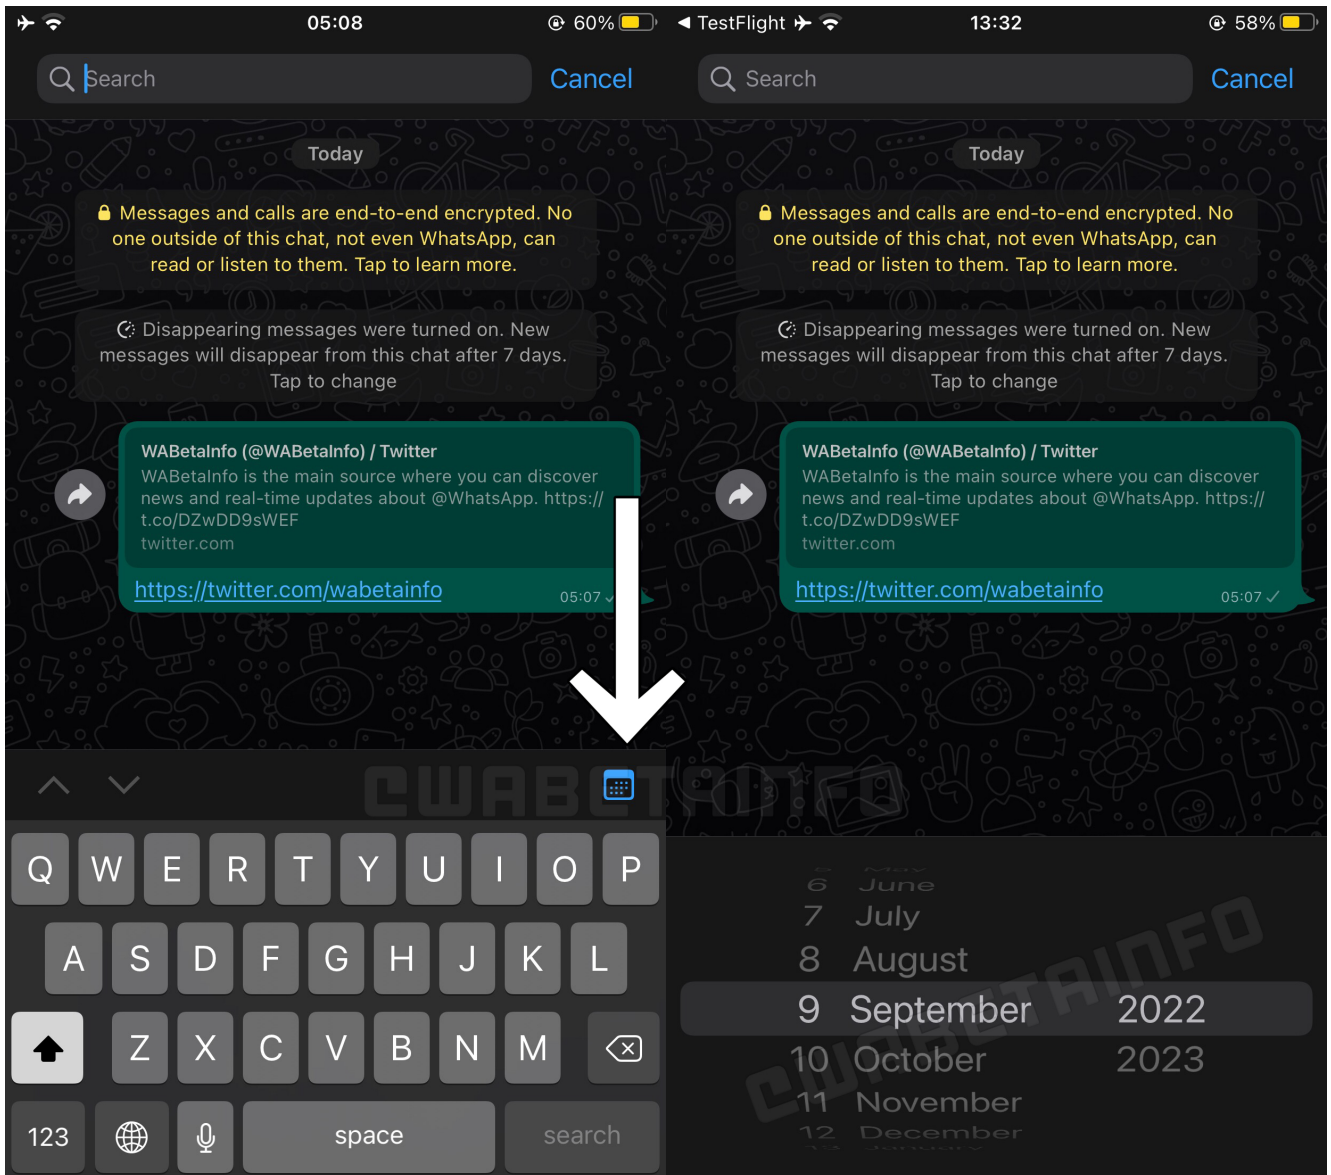 05:08
60%
Search
Cancel
Today
Messages and calls are end-to-end encrypted. No
one outside of this chat, not even WhatsApp, can
read or listen to them. Tap to learn more.
Disappearing messages were turned on. New
messages will disappear from this chat after 7 days.
Tap to change
WABetaInfo (@WABetaInfo) / Twitter
WABetaInfo is the main source where you can discover
news and real-time updates about @WhatsApp. https://
t.co/DZwDD9sWEF
twitter.com
https://twitter.com/wabetainfo
05:07
Q W E R T Y U I O P
A S D F G H J K L
Z X C V B N M
123
space
search
TestFlight
13:32
58%
Search
Cancel
Today
Messages and calls are end-to-end encrypted. No
one outside of this chat, not even WhatsApp, can
read or listen to them. Tap to learn more.
Disappearing messages were turned on. New
messages will disappear from this chat after 7 days.
Tap to change
WABetaInfo (@WABetaInfo) / Twitter
WABetaInfo is the main source where you can discover
news and real-time updates about @WhatsApp. https://
t.co/DZwDD9sWEF
twitter.com
https://twitter.com/wabetainfo
05:07
May
6 June
7 July
8 August
9 September 2022
10 October 2023
11 November
12 December
13 January
CWABETAINFO
CWABETAINFO